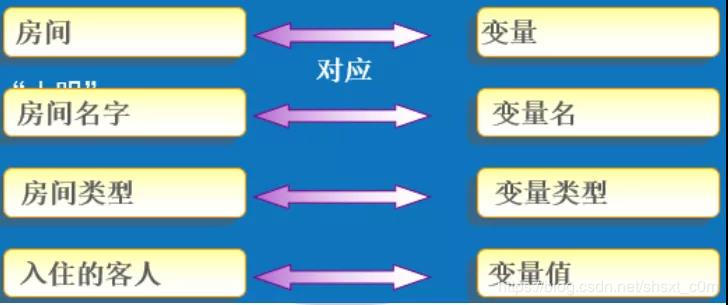 房间
变量
对应
房间名字
变量名
房间类型
变量类型
入住的客人
变量值
https://blog.csdn.net/shsxt_c0m